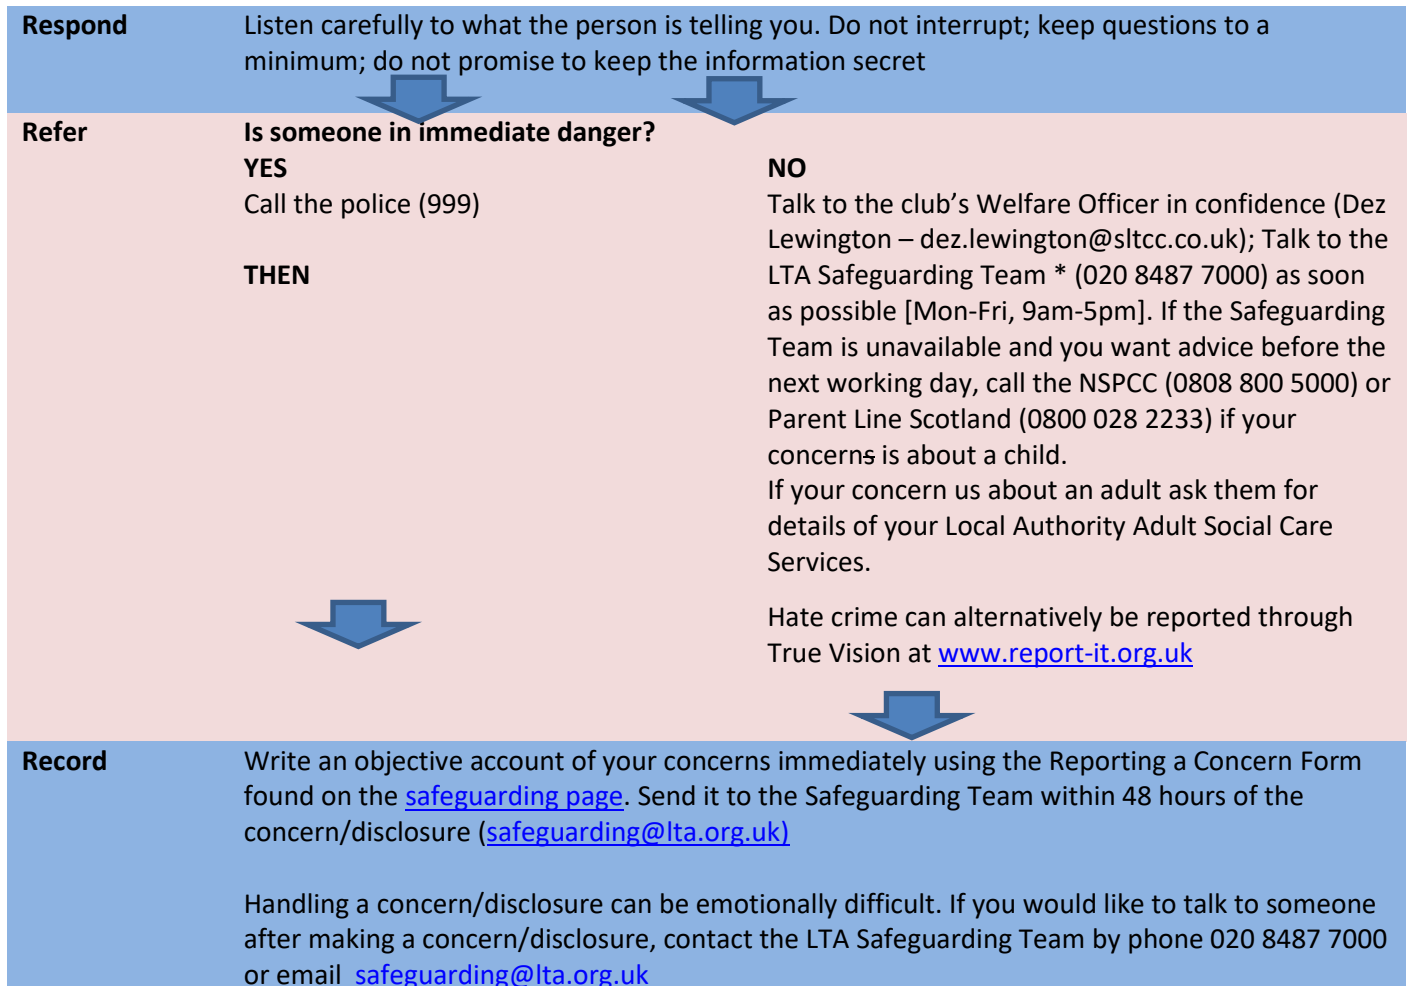 Respond
Listen carefully to what the person is telling you. Do not interrupt; keep questions to a
minimum; do not promise to keep the information secret
Refer
Is someone in immediate danger?
YES
Call the police (999)
THEN
NO
Talk to the club’s Welfare Officer in confidence (Dez
Lewington – dez.lewington@sltcc.co.uk); Talk to the
LTA Safeguarding Team * (020 8487 7000) as soon
as possible [Mon-Fri, 9am-5pm]. If the Safeguarding
Team is unavailable and you want advice before the
next working day, call the NSPCC (0808 800 5000) or
Parent Line Scotland (0800 028 2233) if your
concerns is about a child.
If your concern us about an adult ask them for
details of your Local Authority Adult Social Care
Services.
Hate crime can alternatively be reported through
True Vision at www.report-it.org.uk
Record
Write an objective account of your concerns immediately using the Reporting a Concern Form
found on the safeguarding page. Send it to the Safeguarding Team within 48 hours of the
concern/disclosure (safeguarding@lta.org.uk)
Handling a concern/disclosure can be emotionally difficult. If you would like to talk to someone
after making a concern/disclosure, contact the LTA Safeguarding Team by phone 020 8487 7000
or email safeguarding@lta.org.uk